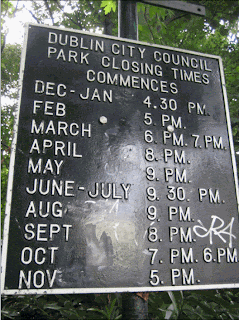 DUBLIN CITY COUNCIL
PARK CLOSING TIMES
COMMENCES
DEC-JAN 4.30 PM.
FEB 5 PM.
MARCH 6 PM. 7 PM.
APRIL 8 PM.
MAY 9 PM.
JUNE-JULY 9.30 PM.
AUG 9 PM.
SEPT 8 PM.
OCT 7 PM. 6 PM
NOV 5 PM.